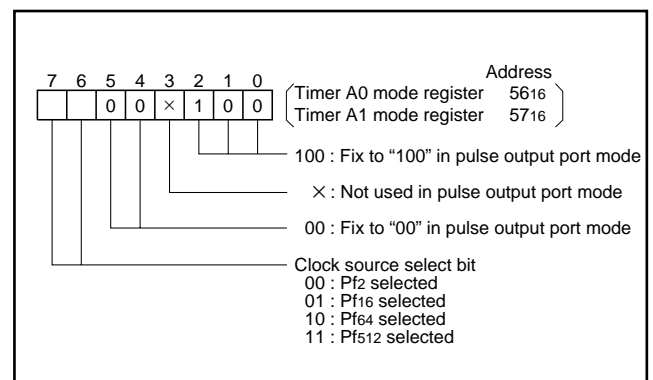 Address
7 6 5 4 3 2 1 0
0 0 × 1 0 0
Timer A0 mode register 5616
Timer A1 mode register 5716
100 : Fix to “100” in pulse output port mode
× : Not used in pulse output port mode
00 : Fix to “00” in pulse output port mode
Clock source select bit
00 : Pf2 selected
01 : Pf16 selected
10 : Pf64 selected
11 : Pf512 selected